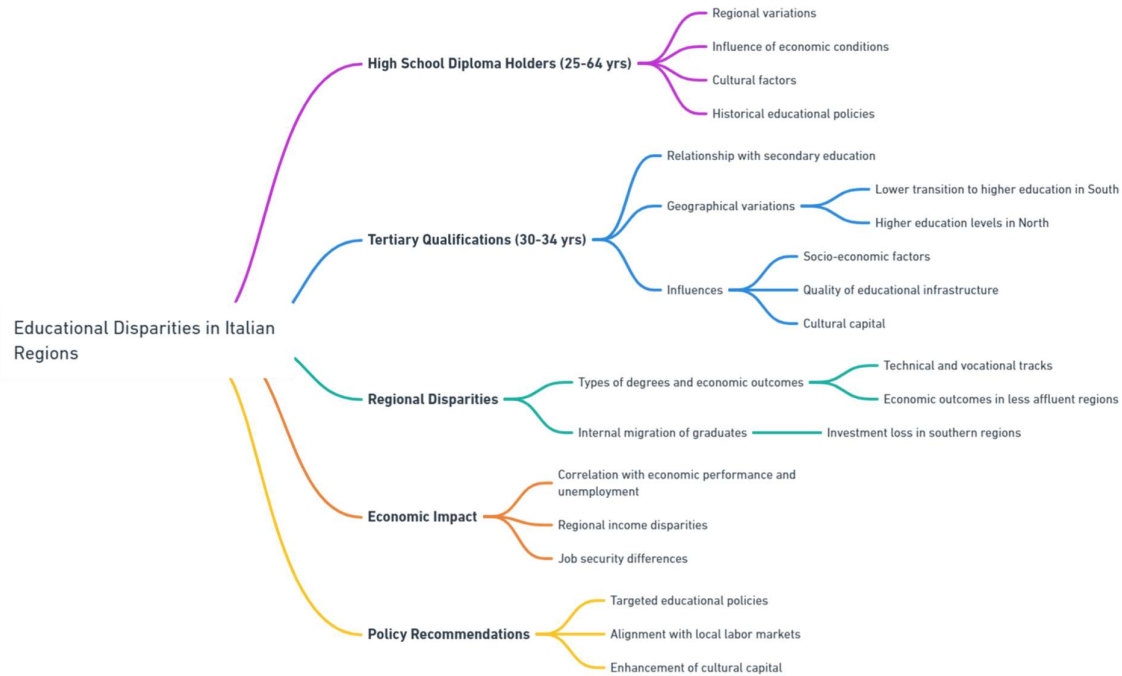 Educational Disparities in Italian
Regions
High School Diploma Holders (25-64 yrs)
Regional variations
Influence of economic conditions
Cultural factors
Historical educational policies
Tertiary Qualifications (30-34 yrs)
Relationship with secondary education
Geographical variations
Lower transition to higher education in South
Higher education levels in North
Influences
Socio-economic factors
Quality of educational infrastructure
Cultural capital
Regional Disparities
Types of degrees and economic outcomes
Technical and vocational tracks
Economic outcomes in less affluent regions
Internal migration of graduates
Investment loss in southern regions
Economic Impact
Correlation with economic performance and
unemployment
Regional income disparities
Job security differences
Policy Recommendations
Targeted educational policies
Alignment with local labor markets
Enhancement of cultural capital